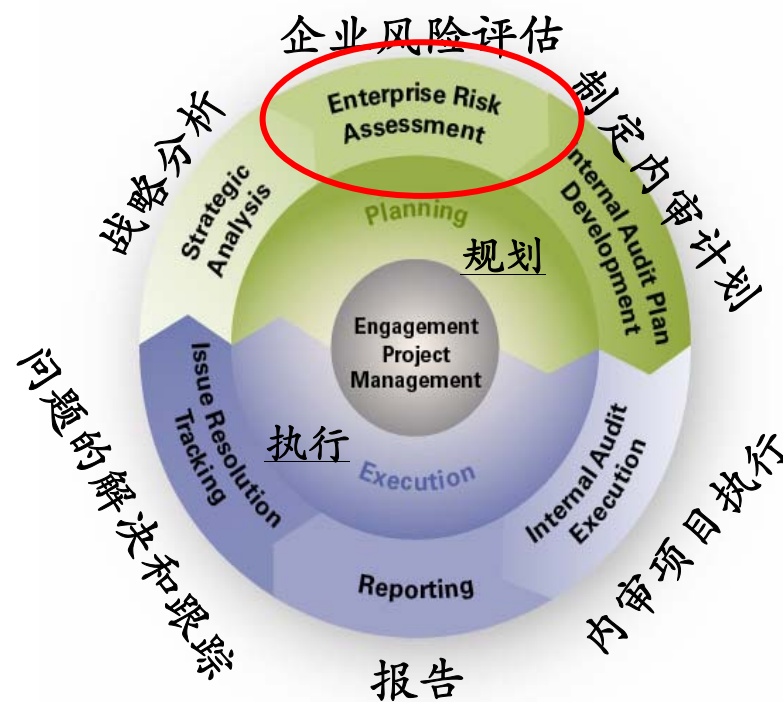 企业风险评估
Enterprise Risk
Assessment
制定内审计划
Internal Audit Plan
Development
战略分析
Strategic
Analysis
Planning
规划
Engagement
Project
Management
执行
Execution
Issue Resolution
Tracking
问题的解决和跟踪
Internal Audit
Execution
内审项目执行
Reporting
报告